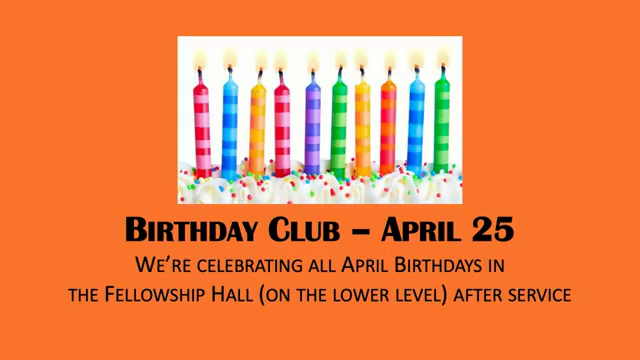 Birthday Club – April 25
We're celebrating all April Birthdays in
the Fellowship Hall (on the lower level) after service